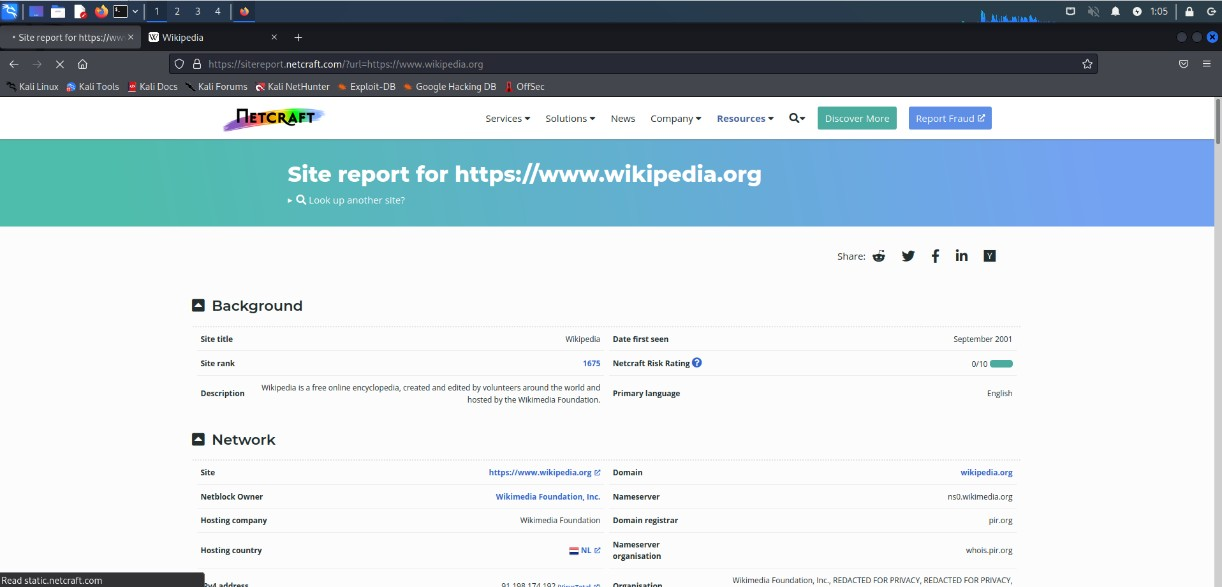 1 2 3 4 1:05
Site report for https://www Wikipedia
https://sitereport.netcraft.com/?url=https://www.wikipedia.org
Kali Linux Kali Tools Kali Docs Kali Forums Kali NetHunter Exploit-DB Google Hacking DB OffSec
NETCRAFT Services Solutions News Company Resources Discover More Report Fraud
Site report for https://www.wikipedia.org
Look up another site?
Share:
Background
Site title Wikipedia Date first seen September 2001
Site rank 1675 Netcraft Risk Rating ? 0/10
Wikipedia is a free online encyclopedia, created and edited by volunteers around the world and
Description Primary language English
hosted by the Wikimedia Foundation.
Network
Site https://www.wikipedia.org Domain wikipedia.org
Netblock Owner Wikimedia Foundation, Inc. Nameserver ns0.wikimedia.org
Hosting company Wikimedia Foundation Domain registrar pir.org
Hosting country NL Nameserver organisation whois.pir.org
Wikimedia Foundation, Inc., REDACTED FOR PRIVACY, REDACTED FOR PRIVACY,
address 91.198.174.192 Organisation
Read static.netcraft.com